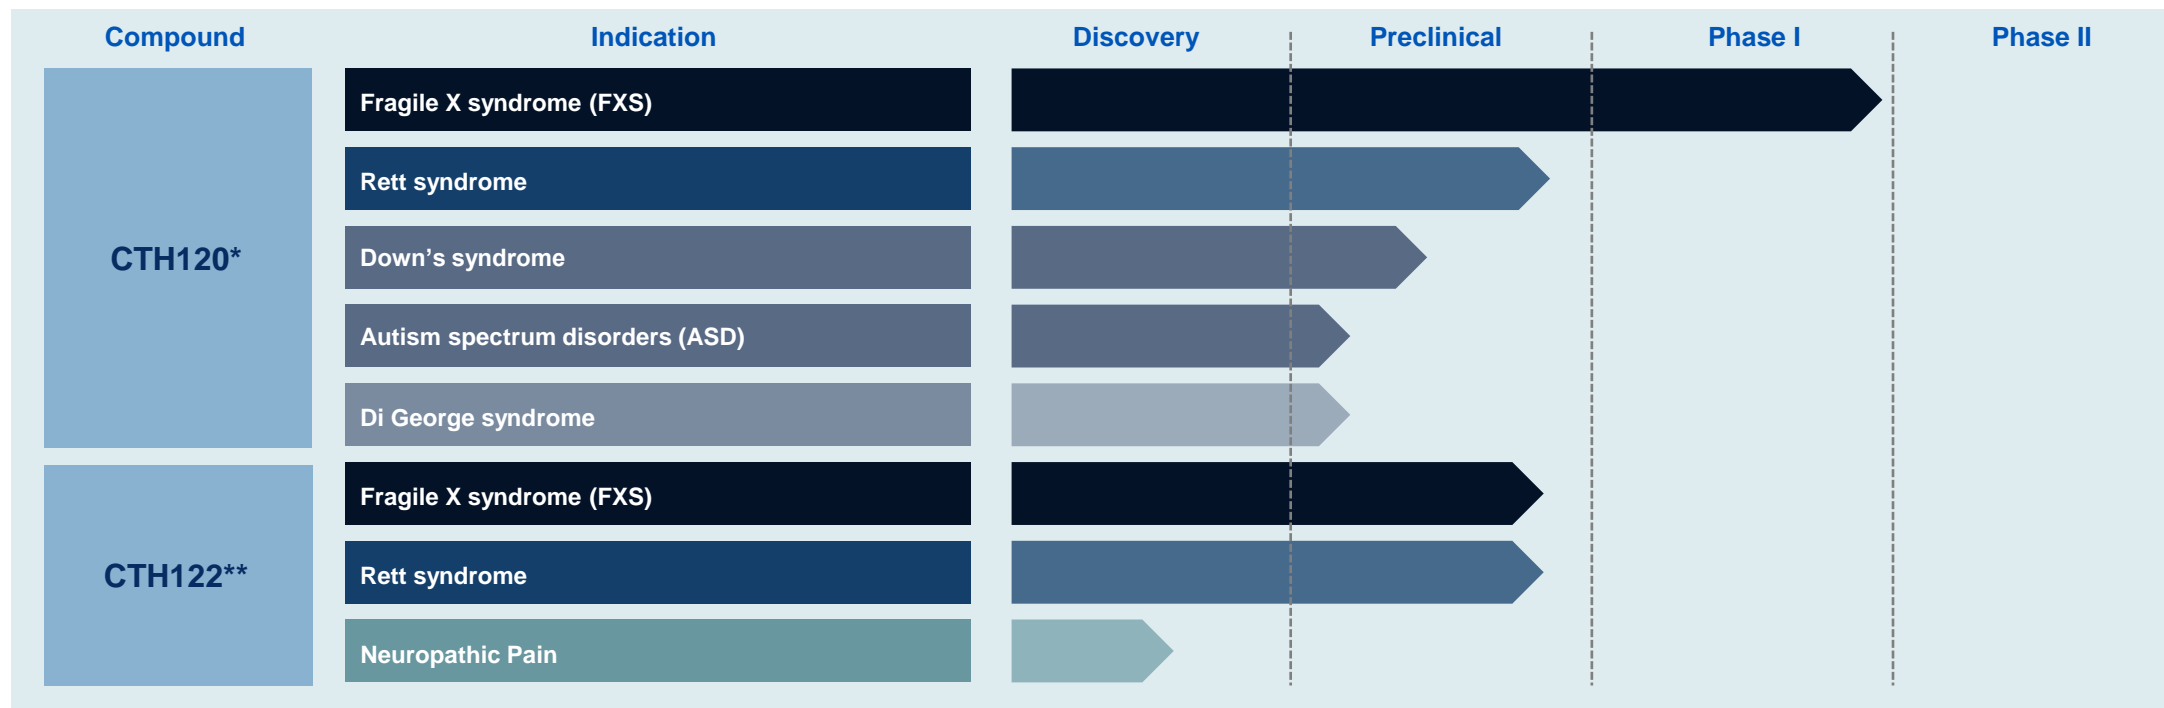 Compound Indication Discovery Preclinical Phase I Phase II
CTH120*
Fragile X syndrome (FXS)
Rett syndrome
Down’s syndrome
Autism spectrum disorders (ASD)
Di George syndrome
CTH122**
Fragile X syndrome (FXS)
Rett syndrome
Neuropathic Pain